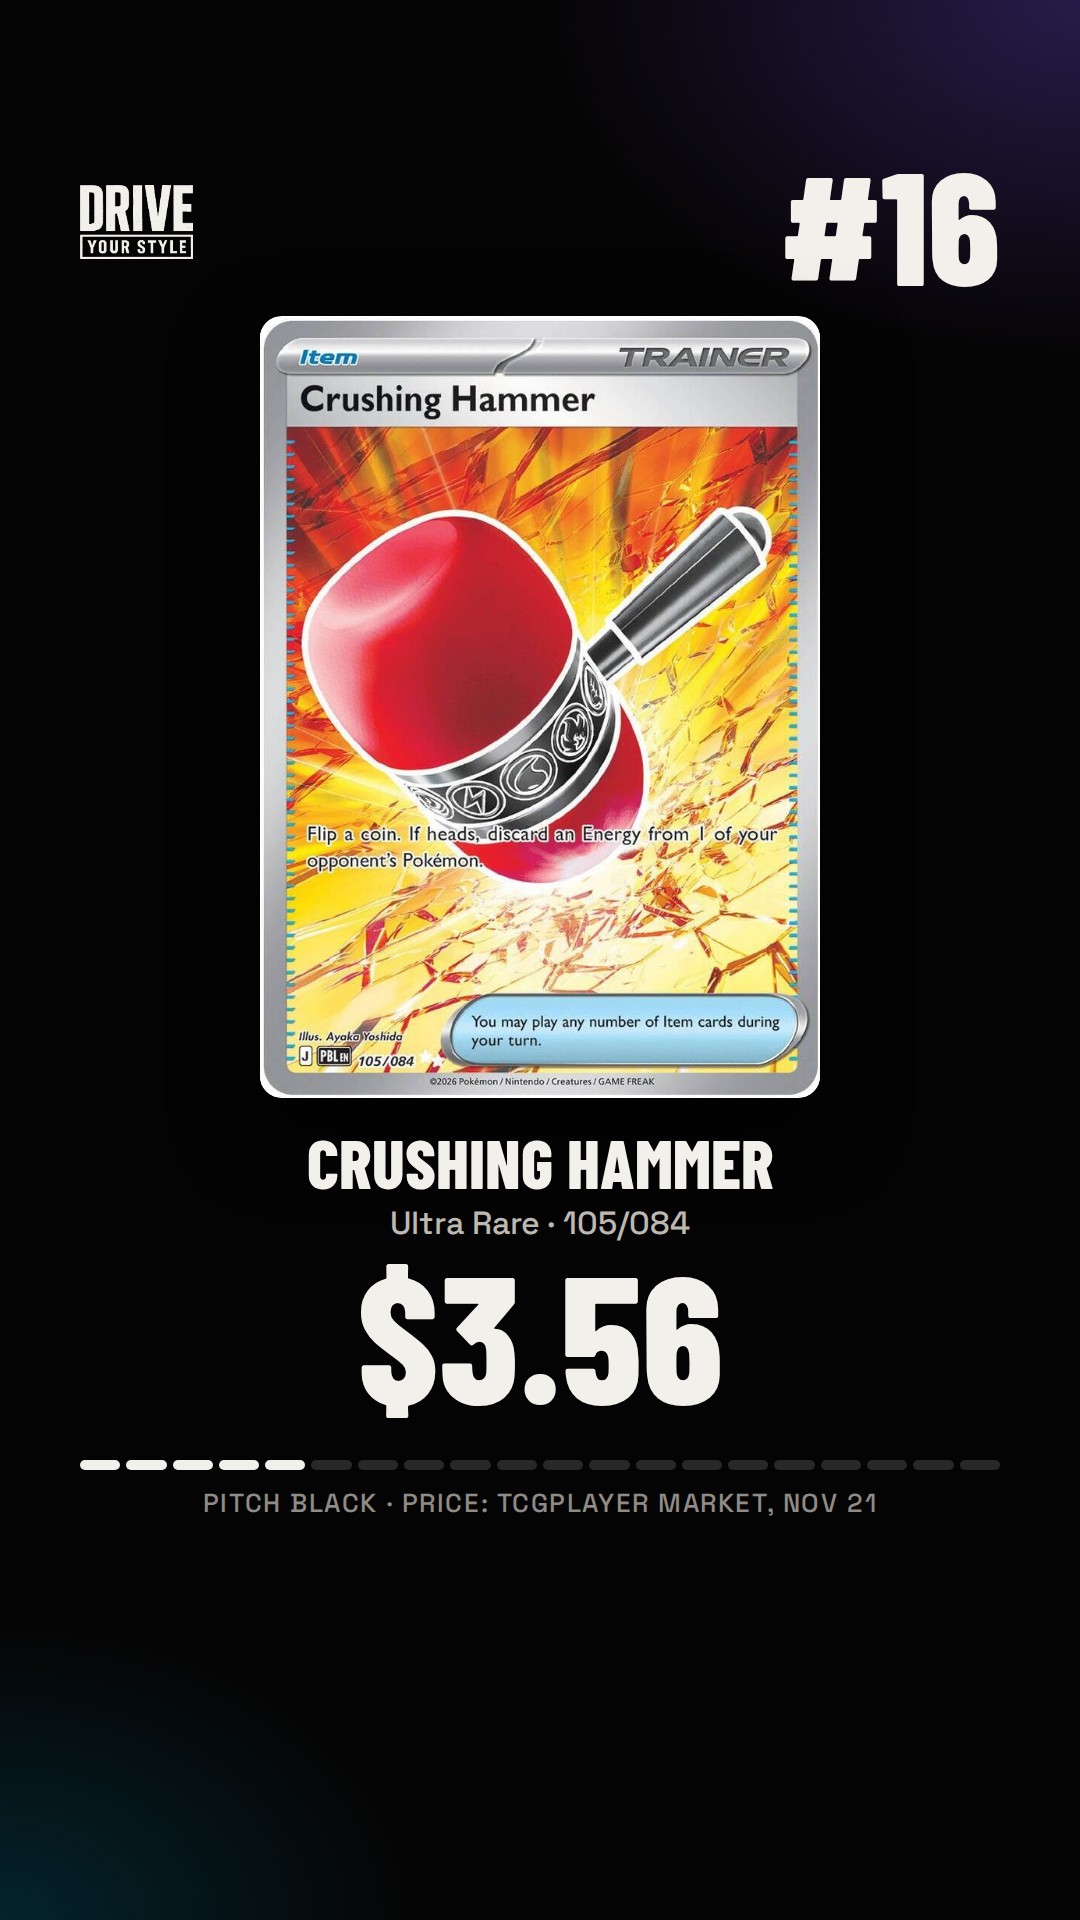 DRIVE
YOUR STYLE
#16
Item
TRAINER
Crushing Hammer
Flip a coin. If heads, discard an Energy from 1 of your
opponent's Pokémon.
You may play any number of Item cards during
your turn.
Illus. Ayaka Yoshida
J PBL EN 105/084
©2026 Pokémon / Nintendo / Creatures / GAME FREAK
CRUSHING HAMMER
Ultra Rare · 105/084
$3.56
PITCH BLACK · PRICE: TCGPLAYER MARKET, NOV 21